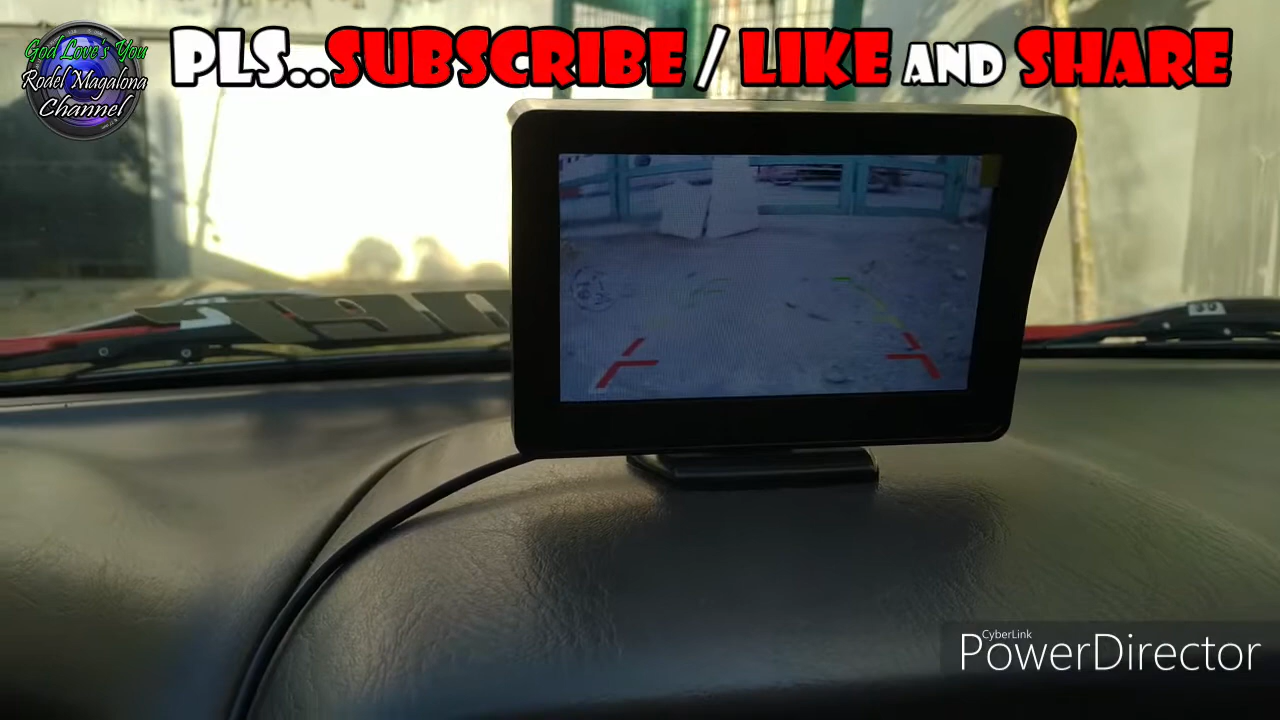 God Love's You
Rodel Magalona
Channel
PLS..SUBSCRIBE / LIKE AND SHARE
CyberLink
PowerDirector